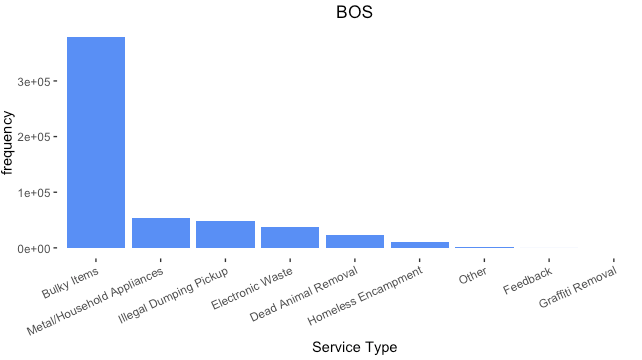 BOS
frequency
3e+05
2e+05
1e+05
0e+00
Bulky Items
Metal/Household Appliances
Illegal Dumping Pickup
Electronic Waste
Dead Animal Removal
Homeless Encampment
Other
Feedback
Graffiti Removal
Service Type